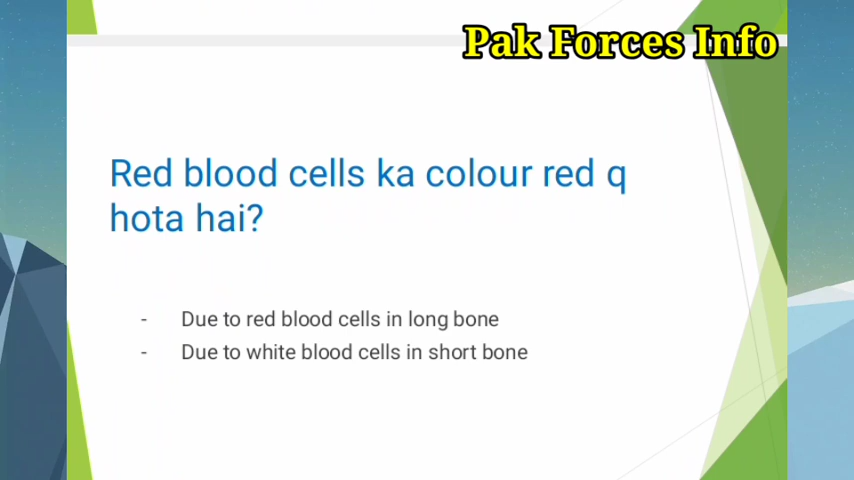 Pak Forces Info
Red blood cells ka colour red q
hota hai?
- Due to red blood cells in long bone
- Due to white blood cells in short bone